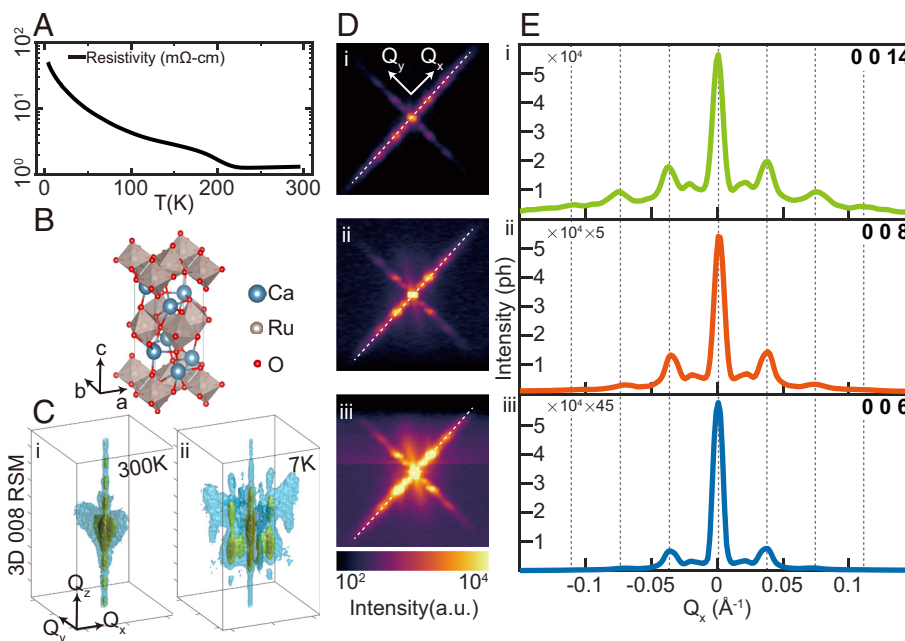 A
10²
10¹
10⁰
Resistivity (mΩ-cm)
0
100
200
300
T(K)
B
Ca
Ru
O
c
b
a
C
i
300K
ii
7K
3D 008 RSM
Q_z
Q_y
Q_x
D
i
Q_y
Q_x
ii
iii
10²
10⁴
Intensity(a.u.)
E
i
×10⁴
0 0 14
5
4
3
2
1
ii
×10⁴×5
0 0 8
5
4
3
2
1
iii
×10⁴×45
0 0 6
5
4
3
2
1
Intensity (ph)
-0.1
-0.05
0
0.05
0.1
Q_x (Å⁻¹)